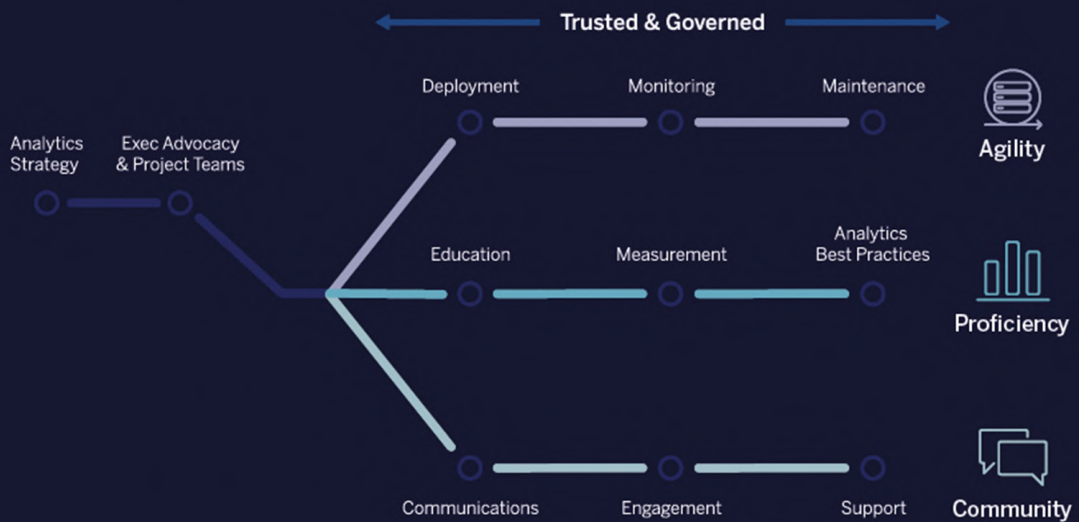 Trusted & Governed
Deployment
Monitoring
Maintenance
Agility
Analytics
Strategy
Exec Advocacy
& Project Teams
Education
Measurement
Analytics
Best Practices
Proficiency
Communications
Engagement
Support
Community